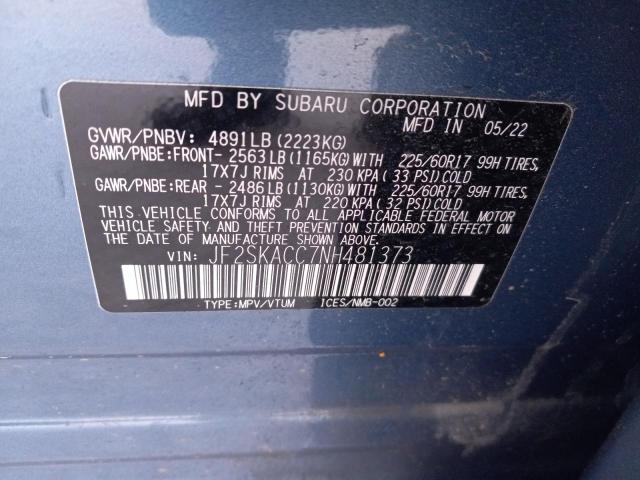 MFD BY SUBARU CORPORATION
MFD IN 05/22
GVWR/PNBV: 4891LB(2223KG)
GAWR/PNBE:FRONT- 2563LB(1165KG)WITH 225/60R17 99H TIRES,
17X7J RIMS AT 230 KPA( 33 PSI)COLD
GAWR/PNBE:REAR - 2486LB(1130KG)WITH 225/60R17 99H TIRES,
17X7J RIMS AT 220 KPA( 32 PSI)COLD
THIS VEHICLE CONFORMS TO ALL APPLICABLE FEDERAL MOTOR
VEHICLE SAFETY AND THEFT PREVENTION STANDARDS IN EFFECT ON
THE DATE OF MANUFACTURE SHOWN ABOVE.
VIN: JF2SKACC7NH481373
TYPE:MPV/VTUM ICES/NMB-002